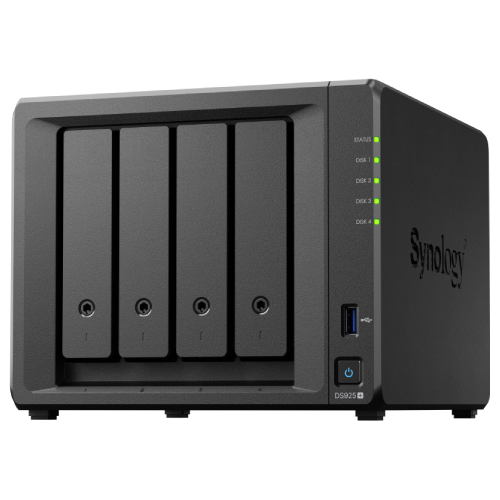 STATUS
DISK 1
DISK 2
DISK 3
DISK 4
Synology
DS925+